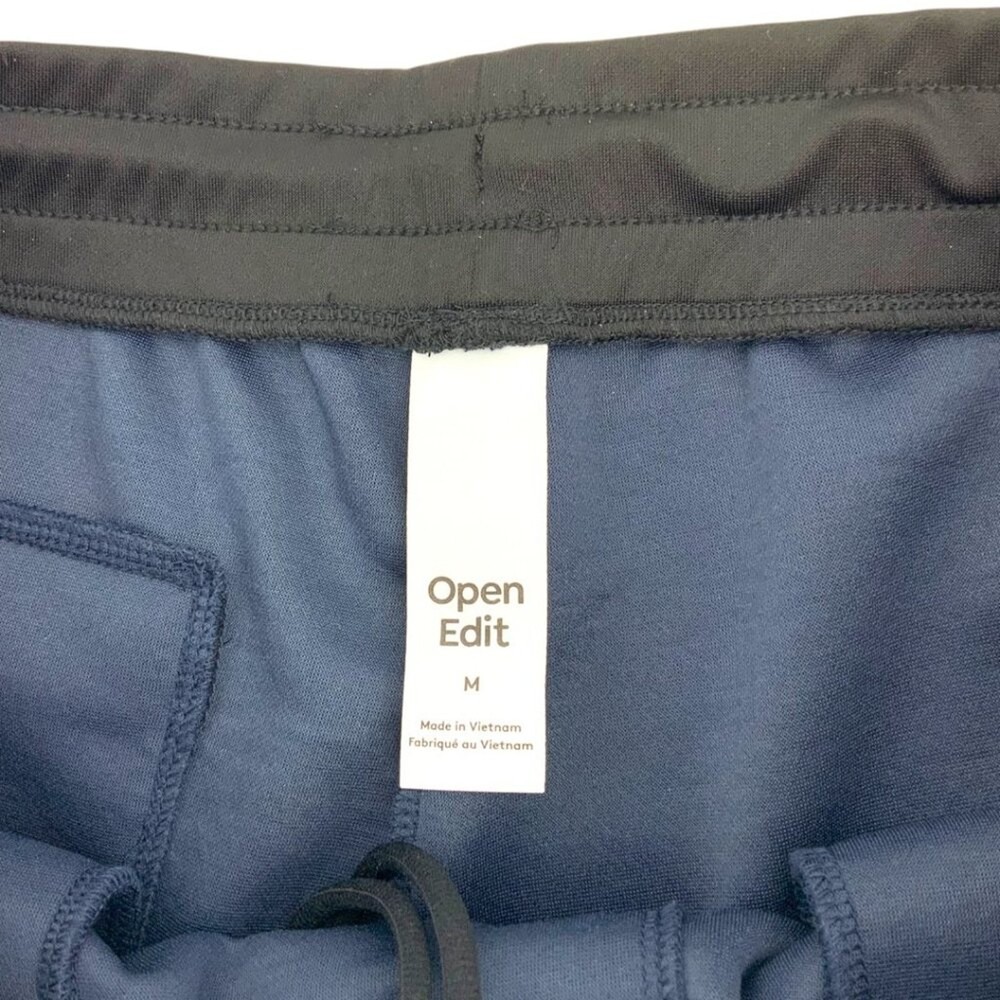 Open
Edit
M
Made in Vietnam
Fabriqué au Vietnam